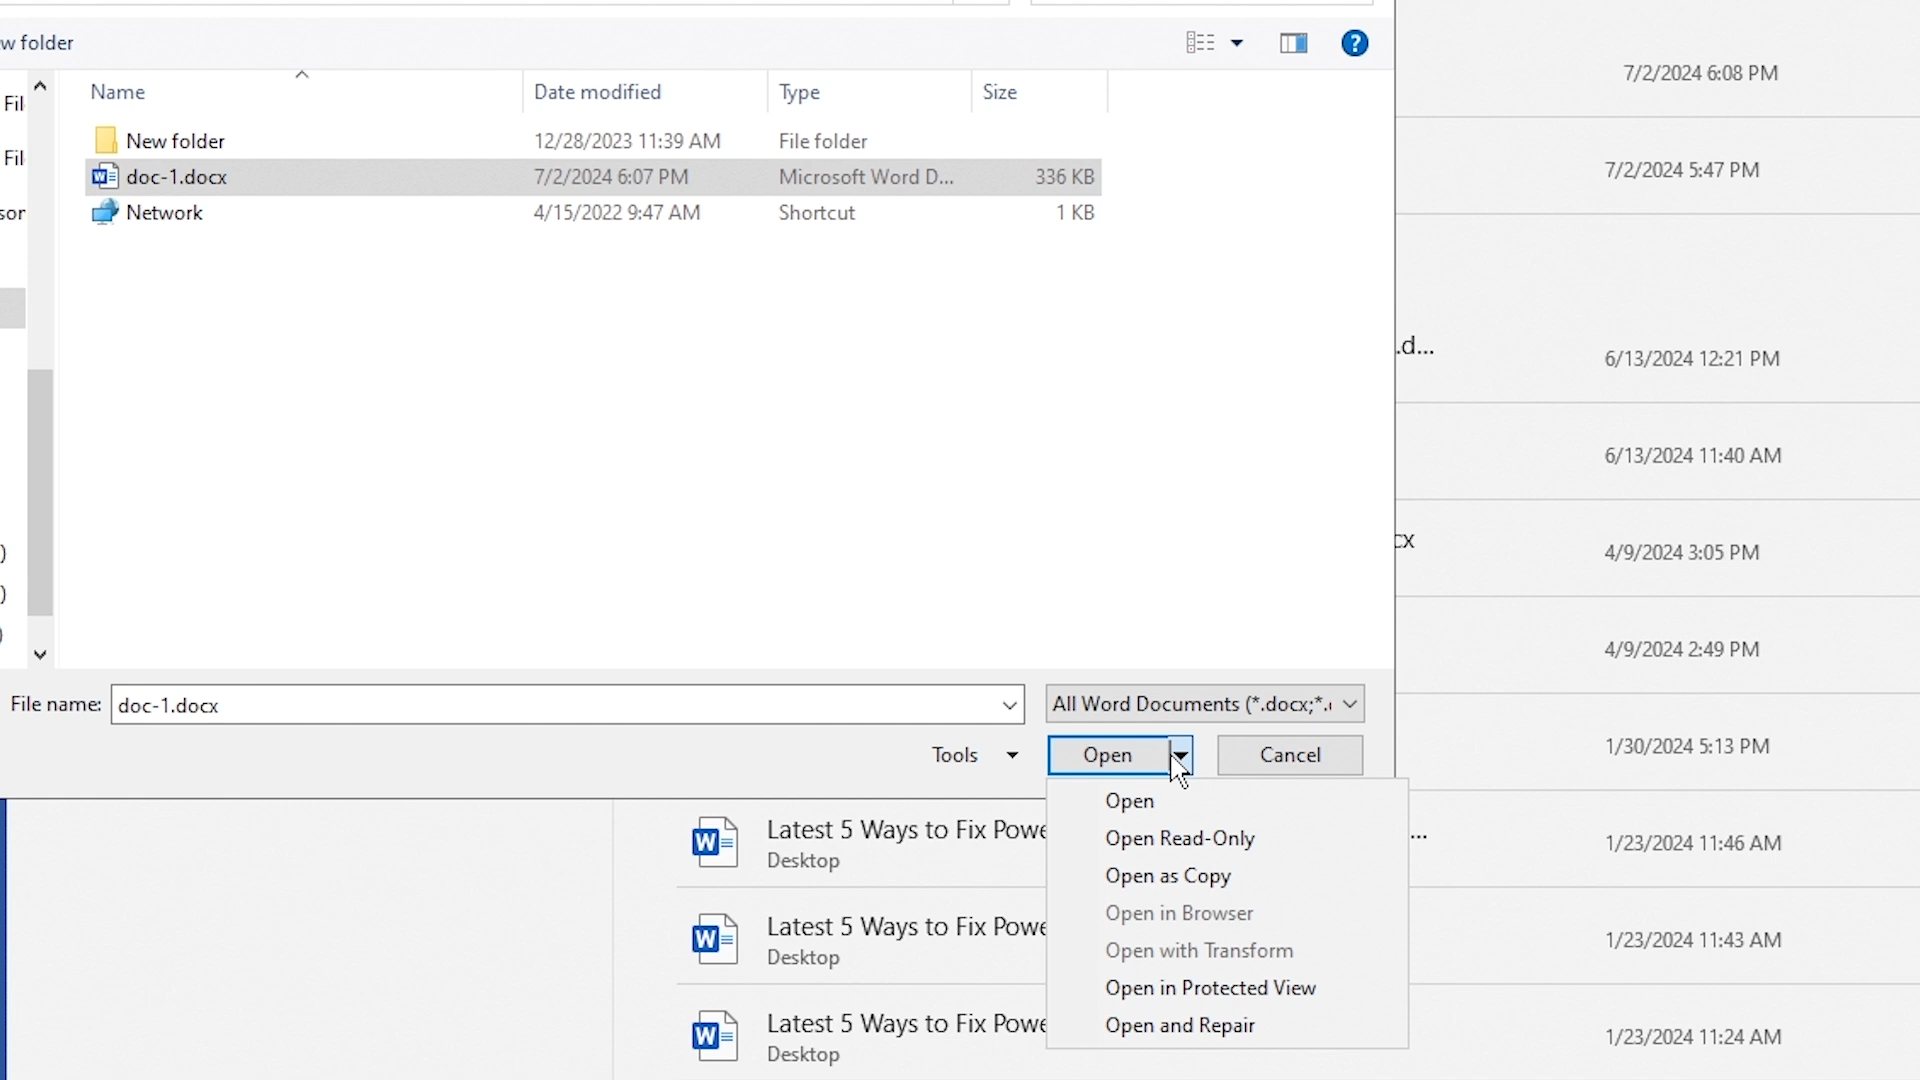 w folder
Name Date modified Type Size
New folder 12/28/2023 11:39 AM File folder
doc-1.docx 7/2/2024 6:07 PM Microsoft Word D... 336 KB
Network 4/15/2022 9:47 AM Shortcut 1 KB
Fil
Fil
sor
)
)
)
File name: doc-1.docx All Word Documents (*.docx;*.
Tools Open Cancel
Open
Open Read-Only
Open as Copy
Open in Browser
Open with Transform
Open in Protected View
Open and Repair
7/2/2024 6:08 PM
7/2/2024 5:47 PM
.d... 6/13/2024 12:21 PM
6/13/2024 11:40 AM
cx 4/9/2024 3:05 PM
4/9/2024 2:49 PM
1/30/2024 5:13 PM
Latest 5 Ways to Fix Powe ... 1/23/2024 11:46 AM
Desktop
Latest 5 Ways to Fix Powe 1/23/2024 11:43 AM
Desktop
Latest 5 Ways to Fix Powe 1/23/2024 11:24 AM
Desktop